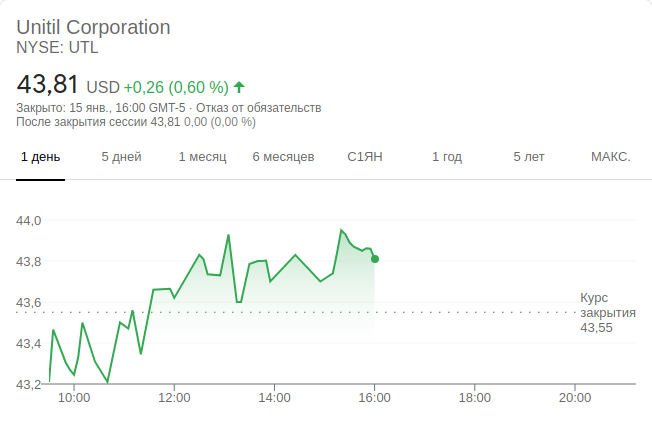 Unitil Corporation
NYSE: UTL
43,81 USD +0,26 (0,60 %)
Закрыто: 15 янв., 16:00 GMT-5 · Отказ от обязательств
После закрытия сессии 43,81 0,00 (0,00 %)
1 день 5 дней 1 месяц 6 месяцев С1ЯН 1 год 5 лет МАКС.
44,0
43,8
43,6
Курс
закрытия
43,55
43,4
43,2
10:00 12:00 14:00 16:00 18:00 20:00